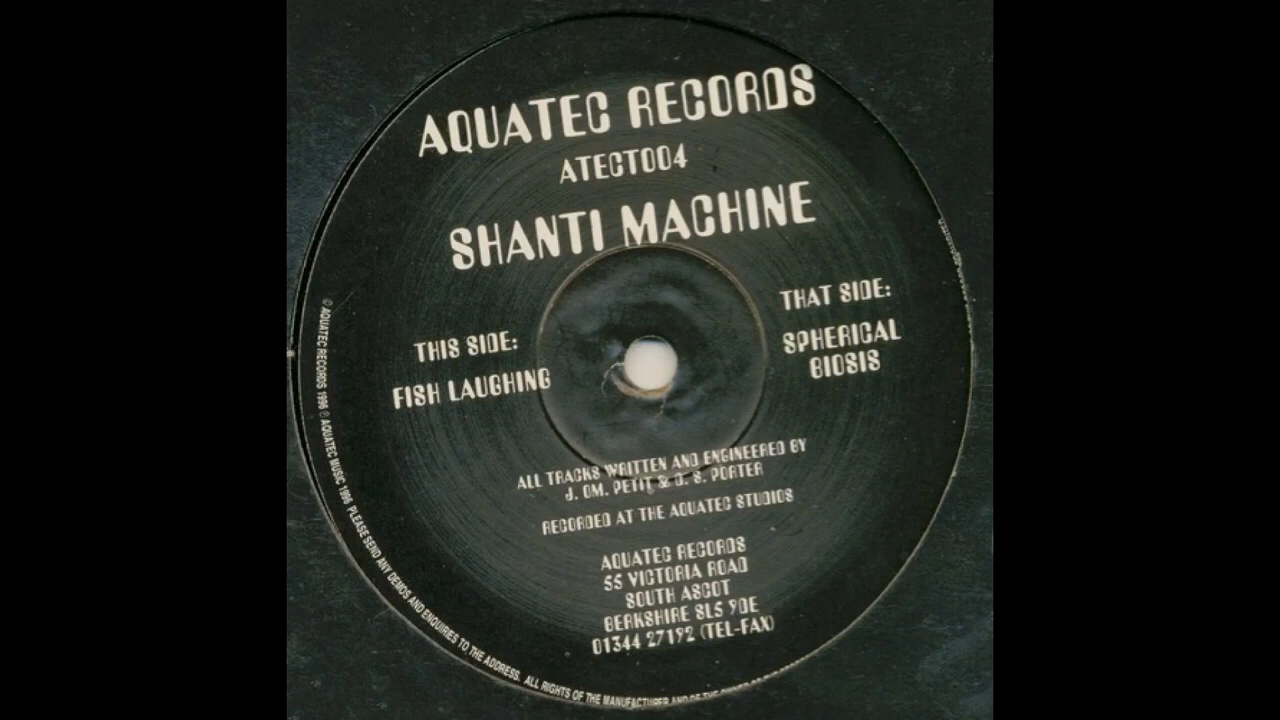 AQUATEC RECORDS
ATECT004
SHANTI MACHINE
THIS SIDE:
FISH LAUGHING
THAT SIDE:
SPHERICAL
BIOSIS
ALL TRACKS WRITTEN AND ENGINEERED BY
J. OM. PETIT & D. S. PORTER
RECORDED AT THE AQUATEC STUDIOS
AQUATEC RECORDS
55 VICTORIA ROAD
SOUTH ASCOT
BERKSHIRE SL5 9DE
01344 27192 (TEL-FAX)
℗ AQUATEC RECORDS 1996 © AQUATEC MUSIC 1996 PLEASE SEND ANY DEMOS AND ENQUIRIES TO THE ADDRESS. ALL RIGHTS OF THE MANUFACTURER AND OF THE